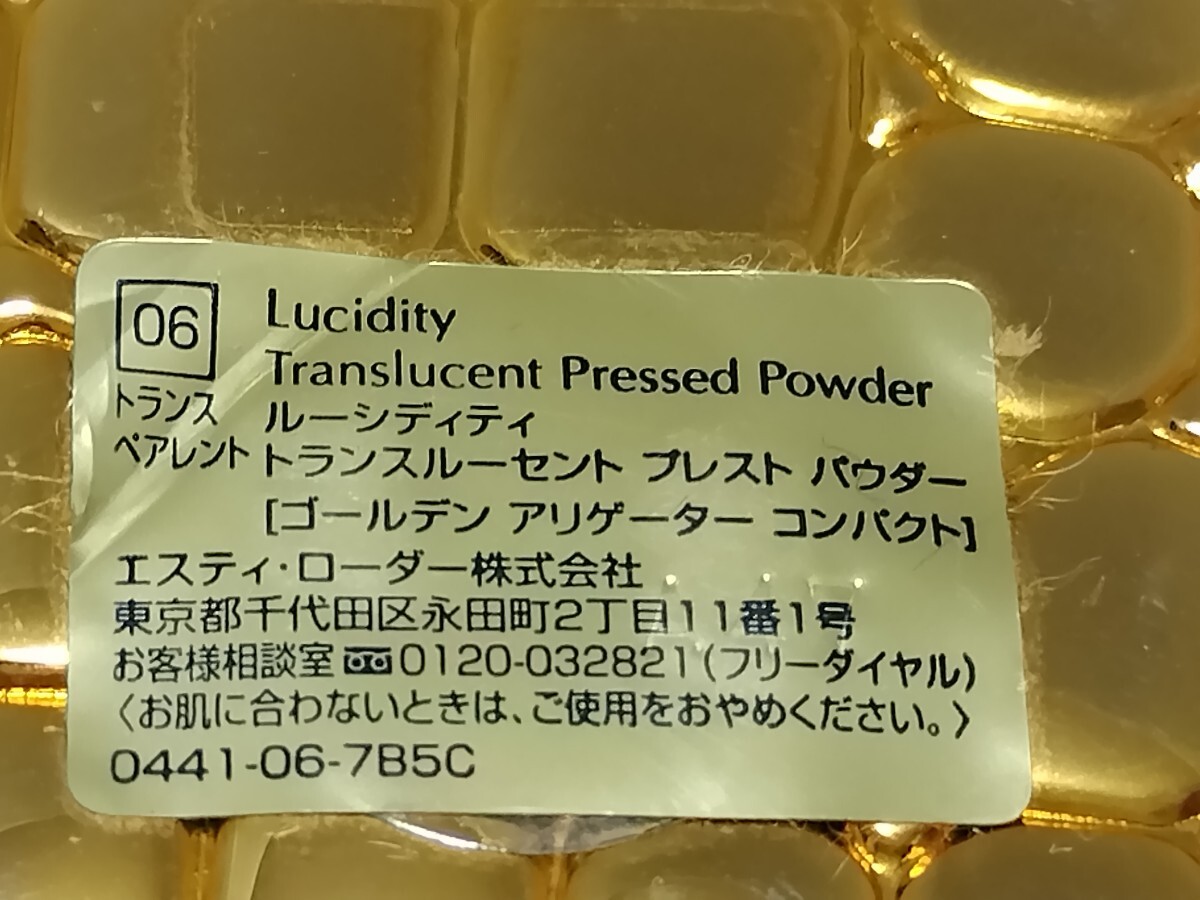 06
トランス
ペアレント
Lucidity
Translucent Pressed Powder
ルーシディティ
トランスルーセント プレスト パウダー
[ゴールデン アリゲーター コンパクト]
エスティ・ローダー株式会社
東京都千代田区永田町2丁目11番1号
お客様相談室 0120-032821(フリーダイヤル)
〈お肌に合わないときは、ご使用をおやめください。〉
0441-06-7B5C